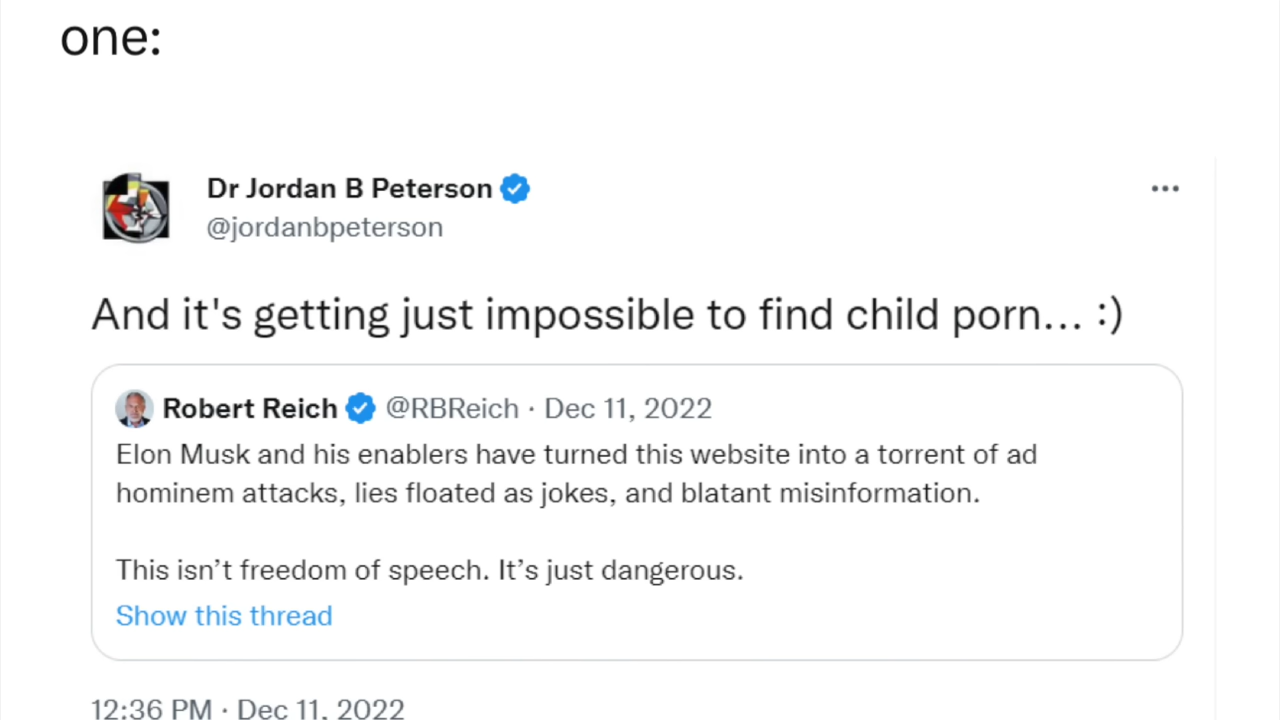 one:
Dr Jordan B Peterson
@jordanbpeterson
And it's getting just impossible to find child porn... :)
Robert Reich @RBReich · Dec 11, 2022
Elon Musk and his enablers have turned this website into a torrent of ad
hominem attacks, lies floated as jokes, and blatant misinformation.
This isn’t freedom of speech. It’s just dangerous.
Show this thread
12:36 PM · Dec 11, 2022